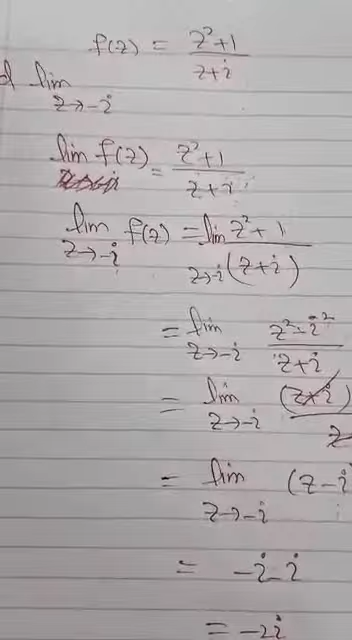 f(z) = z²+1 / z+i
d lim z→-i
lim f(z) = z²+1 / z+i
lim z→-i f(z) = lim z→-i z²+1 / (z+i)
= lim z→-i z²-i² / z+i
= lim z→-i (z+i) / z
= lim z→-i (z-i
= -i-i
= -2i